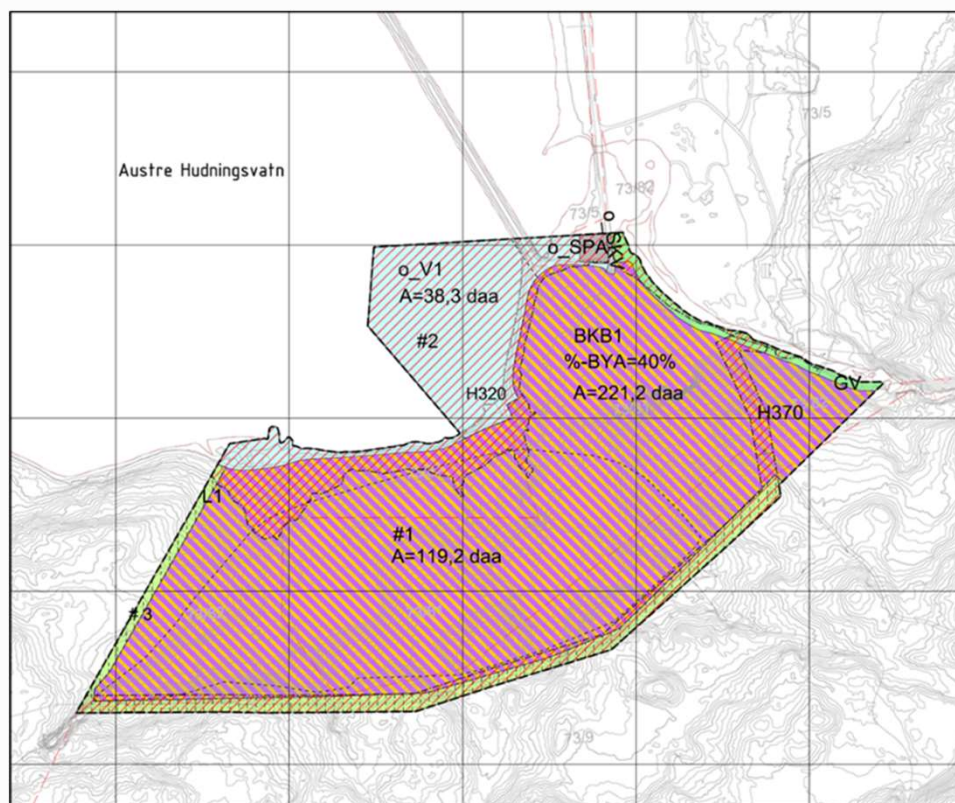 73/5
Austre Hudningsvatn
73/82
73/5
o_SPA
o_V1
A=38,3 daa
#2
BKB1
%-BYA=40%
A=221,2 daa
GV
H320
H370
L1
#1
A=119,2 daa
#3
73/9